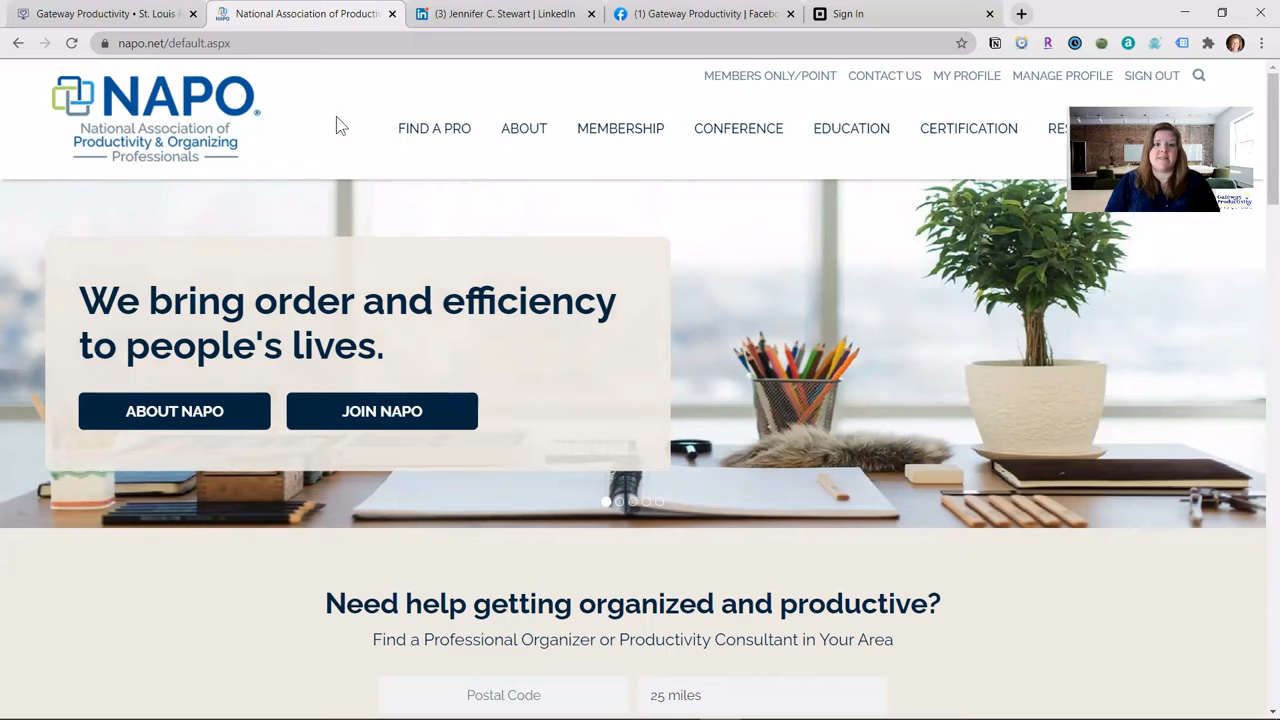 Gateway Productivity • St. Louis
National Association of Producti
(3) Jennifer C. Stewart | LinkedIn
(1) Gateway Productivity | Faceb
Sign In
napo.net/default.aspx
MEMBERS ONLY/POINT
CONTACT US
MY PROFILE
MANAGE PROFILE
SIGN OUT
NAPO®
National Association of
Productivity & Organizing
Professionals
FIND A PRO
ABOUT
MEMBERSHIP
CONFERENCE
EDUCATION
CERTIFICATION
RE
Gateway
Productivity
We bring order and efficiency
to people's lives.
ABOUT NAPO
JOIN NAPO
Need help getting organized and productive?
Find a Professional Organizer or Productivity Consultant in Your Area
Postal Code
25 miles